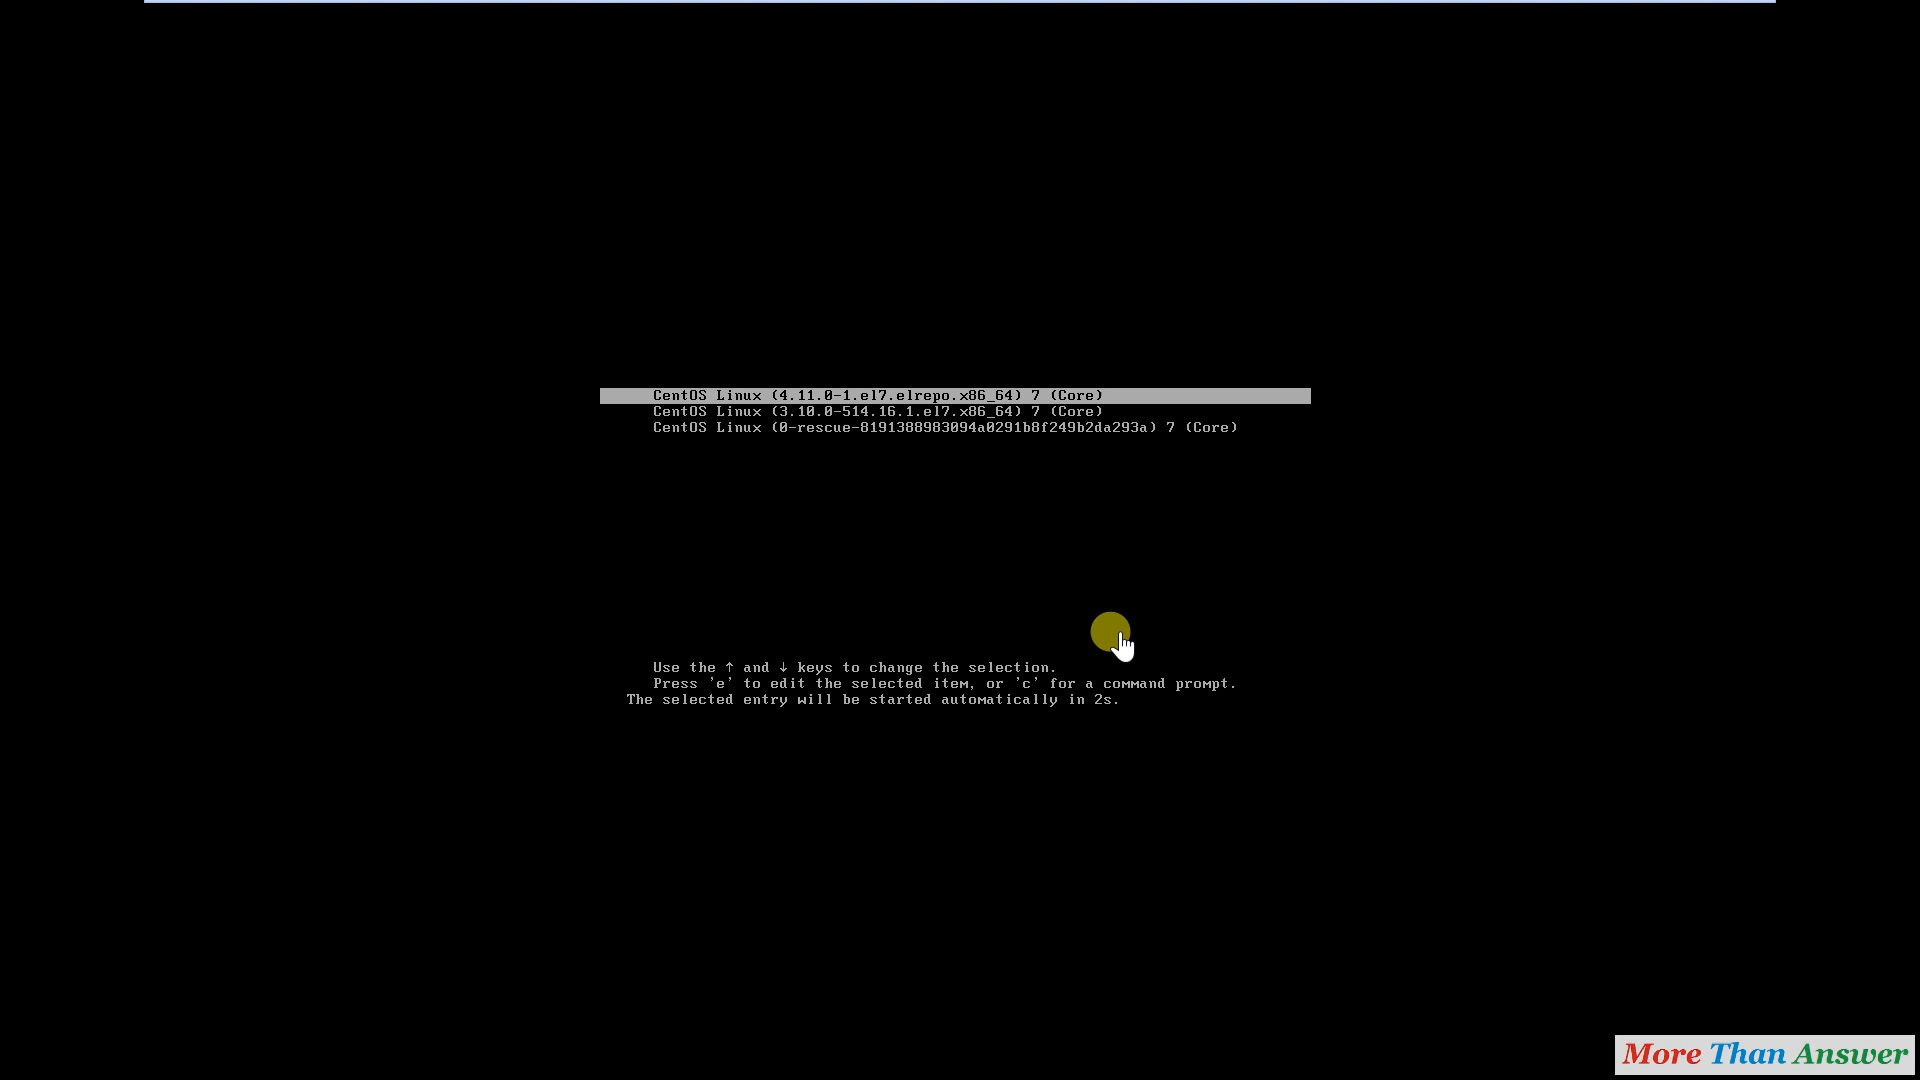 CentOS Linux (4.11.0-1.el7.elrepo.x86_64) 7 (Core)
CentOS Linux (3.10.0-514.16.1.el7.x86_64) 7 (Core)
CentOS Linux (0-rescue-8191388983094a0291b8f249b2da293a) 7 (Core)
Use the ↑ and ↓ keys to change the selection.
Press 'e' to edit the selected item, or 'c' for a command prompt.
The selected entry will be started automatically in 2s.
More Than Answer